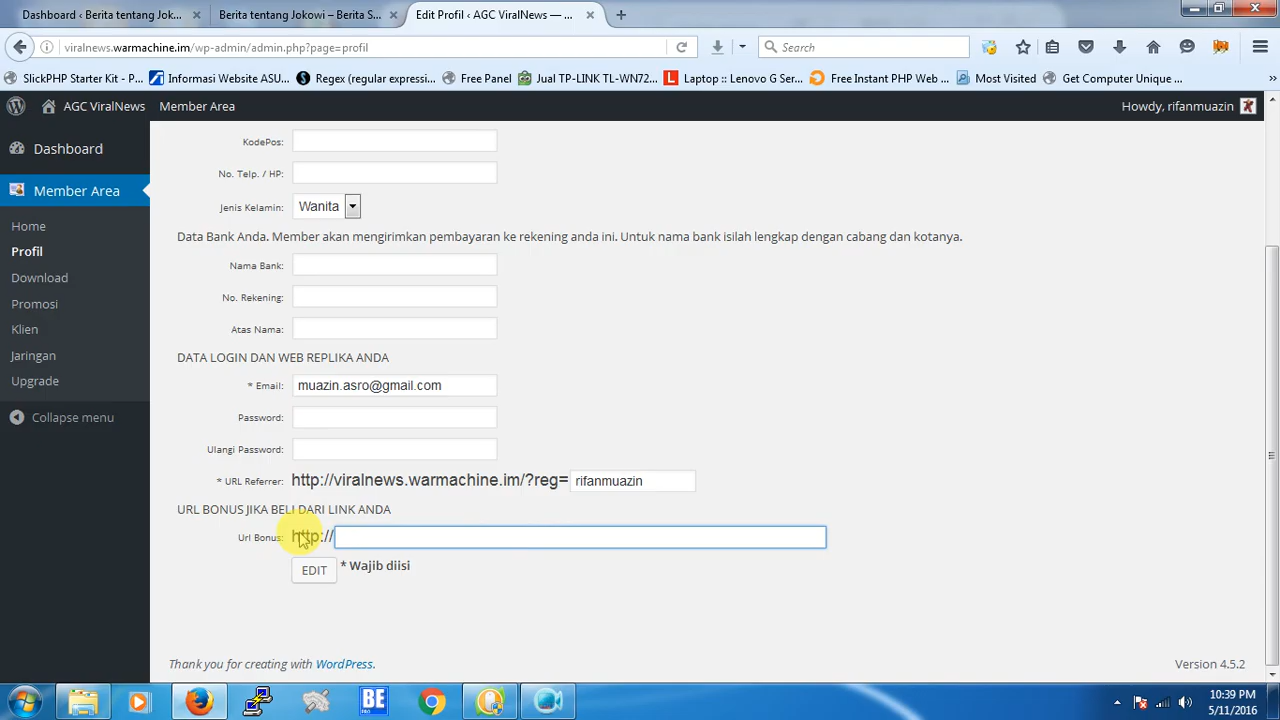 Dashboard ‹ Berita tentang Jok...
Berita tentang Jokowi – Berita S...
Edit Profil ‹ AGC ViralNews — ...
viralnews.warmachine.im/wp-admin/admin.php?page=profil
Search
SlickPHP Starter Kit - P...
Informasi Website ASU...
Regex (regular expressi...
Free Panel
Jual TP-LINK TL-WN72...
Laptop :: Lenovo G Ser...
Free Instant PHP Web ...
Most Visited
Get Computer Unique ...
AGC ViralNews
Member Area
Howdy, rifanmuazin
Dashboard
Member Area
Home
Profil
Download
Promosi
Klien
Jaringan
Upgrade
Collapse menu
KodePos:
No. Telp. / HP:
Jenis Kelamin: Wanita
Data Bank Anda. Member akan mengirimkan pembayaran ke rekening anda ini. Untuk nama bank isilah lengkap dengan cabang dan kotanya.
Nama Bank:
No. Rekening:
Atas Nama:
DATA LOGIN DAN WEB REPLIKA ANDA
* Email: muazin.asro@gmail.com
Password:
Ulangi Password:
* URL Referrer: http://viralnews.warmachine.im/?reg= rifanmuazin
URL BONUS JIKA BELI DARI LINK ANDA
Url Bonus: http://
EDIT * Wajib diisi
Thank you for creating with WordPress.
Version 4.5.2
BE
PRO
10:39 PM
5/11/2016